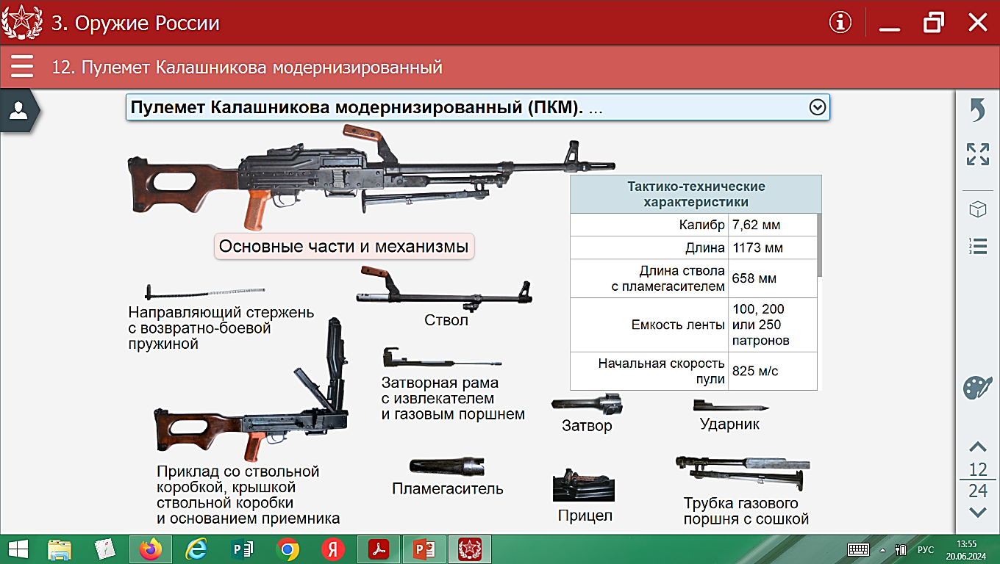 3. Оружие России
12. Пулемет Калашникова модернизированный
Пулемет Калашникова модернизированный (ПКМ). ...
Тактико-технические
характеристики
Калибр 7,62 мм
Длина 1173 мм
Длина ствола
с пламегасителем
658 мм
Емкость ленты
100, 200
или 250
патронов
Начальная скорость
пули
825 м/с
Основные части и механизмы
Направляющий стержень
с возвратно-боевой
пружиной
Ствол
Затворная рама
с извлекателем
и газовым поршнем
Затвор
Ударник
Приклад со ствольной
коробкой, крышкой
ствольной коробки
и основанием приемника
Пламегаситель
Прицел
Трубка газового
поршня с сошкой
1
2
3
12
24
РУС
13:55
20.06.2024